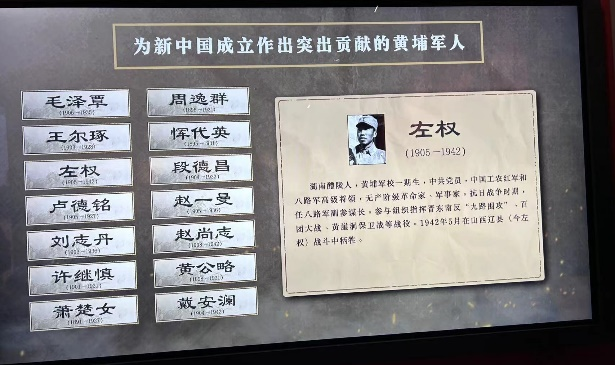 为新中国成立作出突出贡献的黄埔军人
毛泽覃
周逸群
王尔琢
恽代英
左权
段德昌
卢德铭
赵一曼
刘志丹
赵尚志
许继慎
黄公略
萧楚女
戴安澜
左权
(1905-1942)
湖南醴陵人，黄埔军校一期生，中共党员，中国工农红军和
八路军高级将领，无产阶级革命家、军事家。抗日战争时期，
任八路军副参谋长，参与组织指挥晋东南反“九路围攻”、百
团大战、黄崖洞保卫战等战役。1942年5月在山西辽县（今左
权）战斗中牺牲。